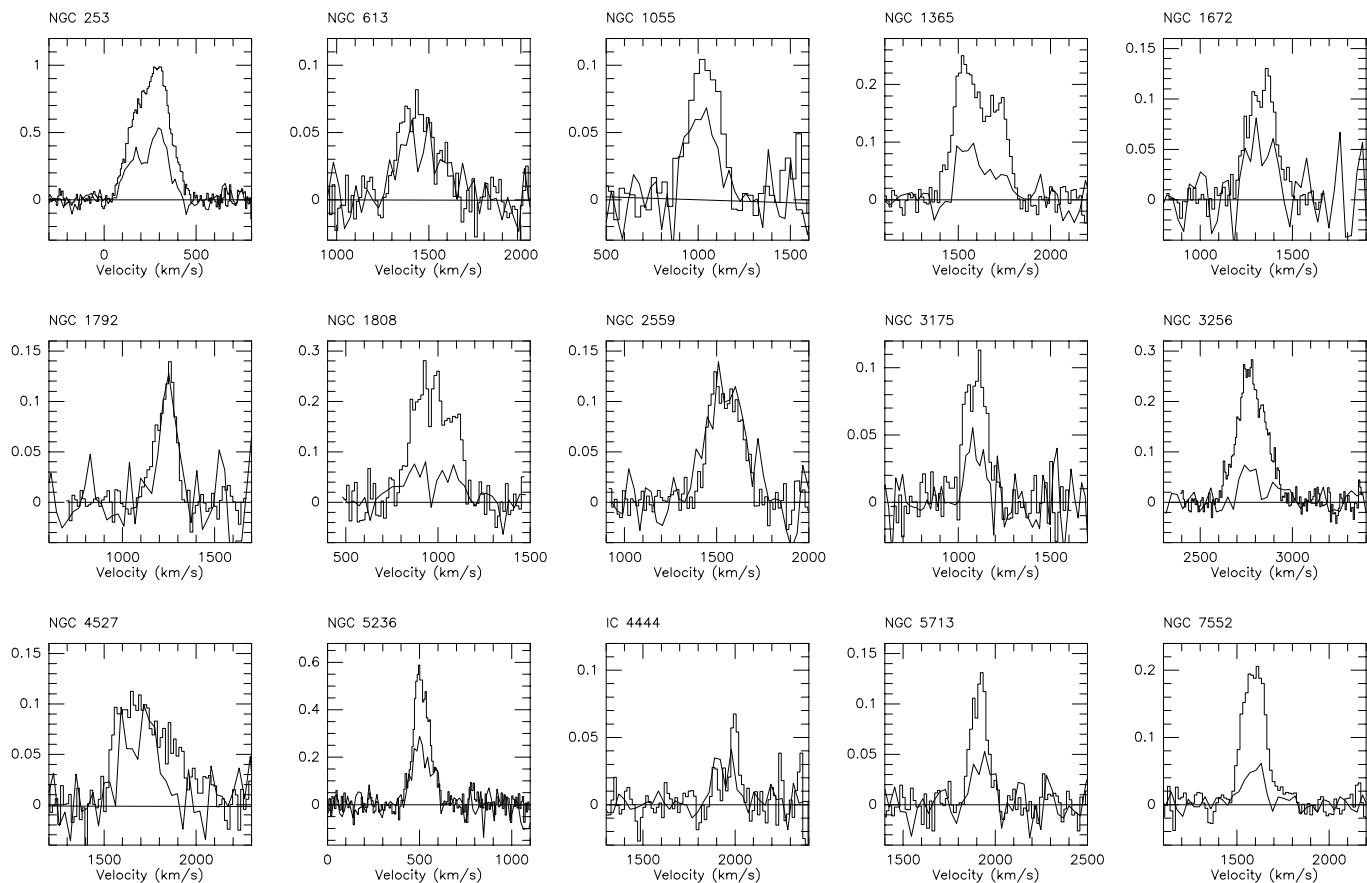 NGC 253
NGC 613
NGC 1055
NGC 1365
NGC 1672
1
0.5
0
0 500
Velocity (km/s)
0.1
0.05
0
1000 1500 2000
Velocity (km/s)
0.1
0.05
0
500 1000 1500
Velocity (km/s)
0.2
0.1
0
1500 2000
Velocity (km/s)
0.15
0.1
0.05
0
1000 1500
Velocity (km/s)
NGC 1792
NGC 1808
NGC 2559
NGC 3175
NGC 3256
0.15
0.1
0.05
0
1000 1500
Velocity (km/s)
0.3
0.2
0.1
0
500 1000 1500
Velocity (km/s)
0.15
0.1
0.05
0
1000 1500 2000
Velocity (km/s)
0.1
0.05
0
1000 1500
Velocity (km/s)
0.3
0.2
0.1
0
2500 3000
Velocity (km/s)
NGC 4527
NGC 5236
IC 4444
NGC 5713
NGC 7552
0.15
0.1
0.05
0
1500 2000
Velocity (km/s)
0.6
0.4
0.2
0
0 500 1000
Velocity (km/s)
0.1
0.05
0
1500 2000
Velocity (km/s)
0.15
0.1
0.05
0
1500 2000 2500
Velocity (km/s)
0.2
0.1
0
1500 2000
Velocity (km/s)